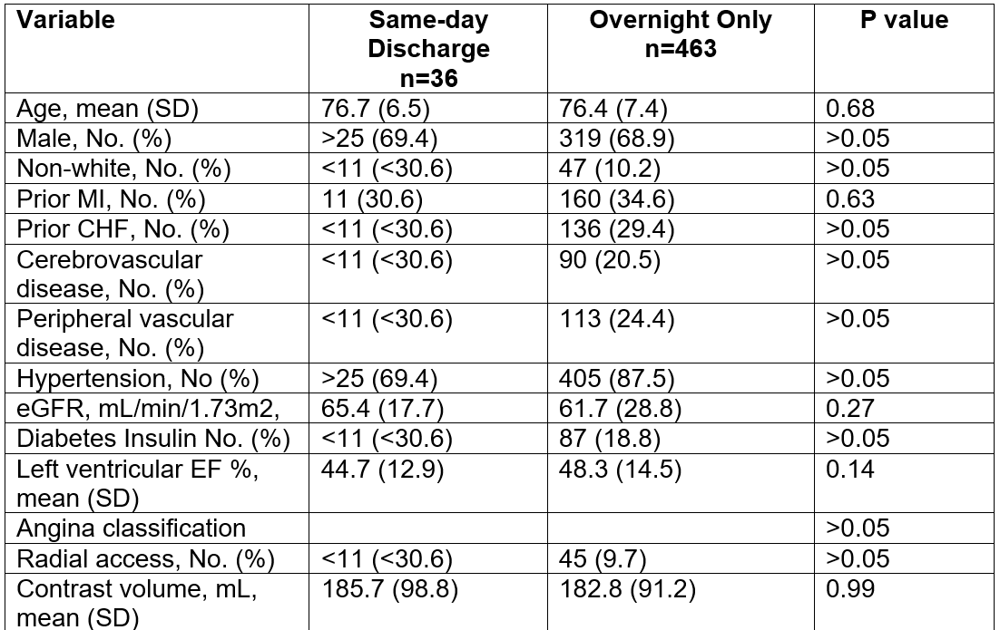 Variable Same-day Discharge n=36 Overnight Only n=463 P value
Age, mean (SD) 76.7 (6.5) 76.4 (7.4) 0.68
Male, No. (%) >25 (69.4) 319 (68.9) >0.05
Non-white, No. (%) <11 (<30.6) 47 (10.2) >0.05
Prior MI, No. (%) 11 (30.6) 160 (34.6) 0.63
Prior CHF, No. (%) <11 (<30.6) 136 (29.4) >0.05
Cerebrovascular disease, No. (%) <11 (<30.6) 90 (20.5) >0.05
Peripheral vascular disease, No. (%) <11 (<30.6) 113 (24.4) >0.05
Hypertension, No (%) >25 (69.4) 405 (87.5) >0.05
eGFR, mL/min/1.73m2, 65.4 (17.7) 61.7 (28.8) 0.27
Diabetes Insulin No. (%) <11 (<30.6) 87 (18.8) >0.05
Left ventricular EF %, mean (SD) 44.7 (12.9) 48.3 (14.5) 0.14
Angina classification >0.05
Radial access, No. (%) <11 (<30.6) 45 (9.7) >0.05
Contrast volume, mL, mean (SD) 185.7 (98.8) 182.8 (91.2) 0.99